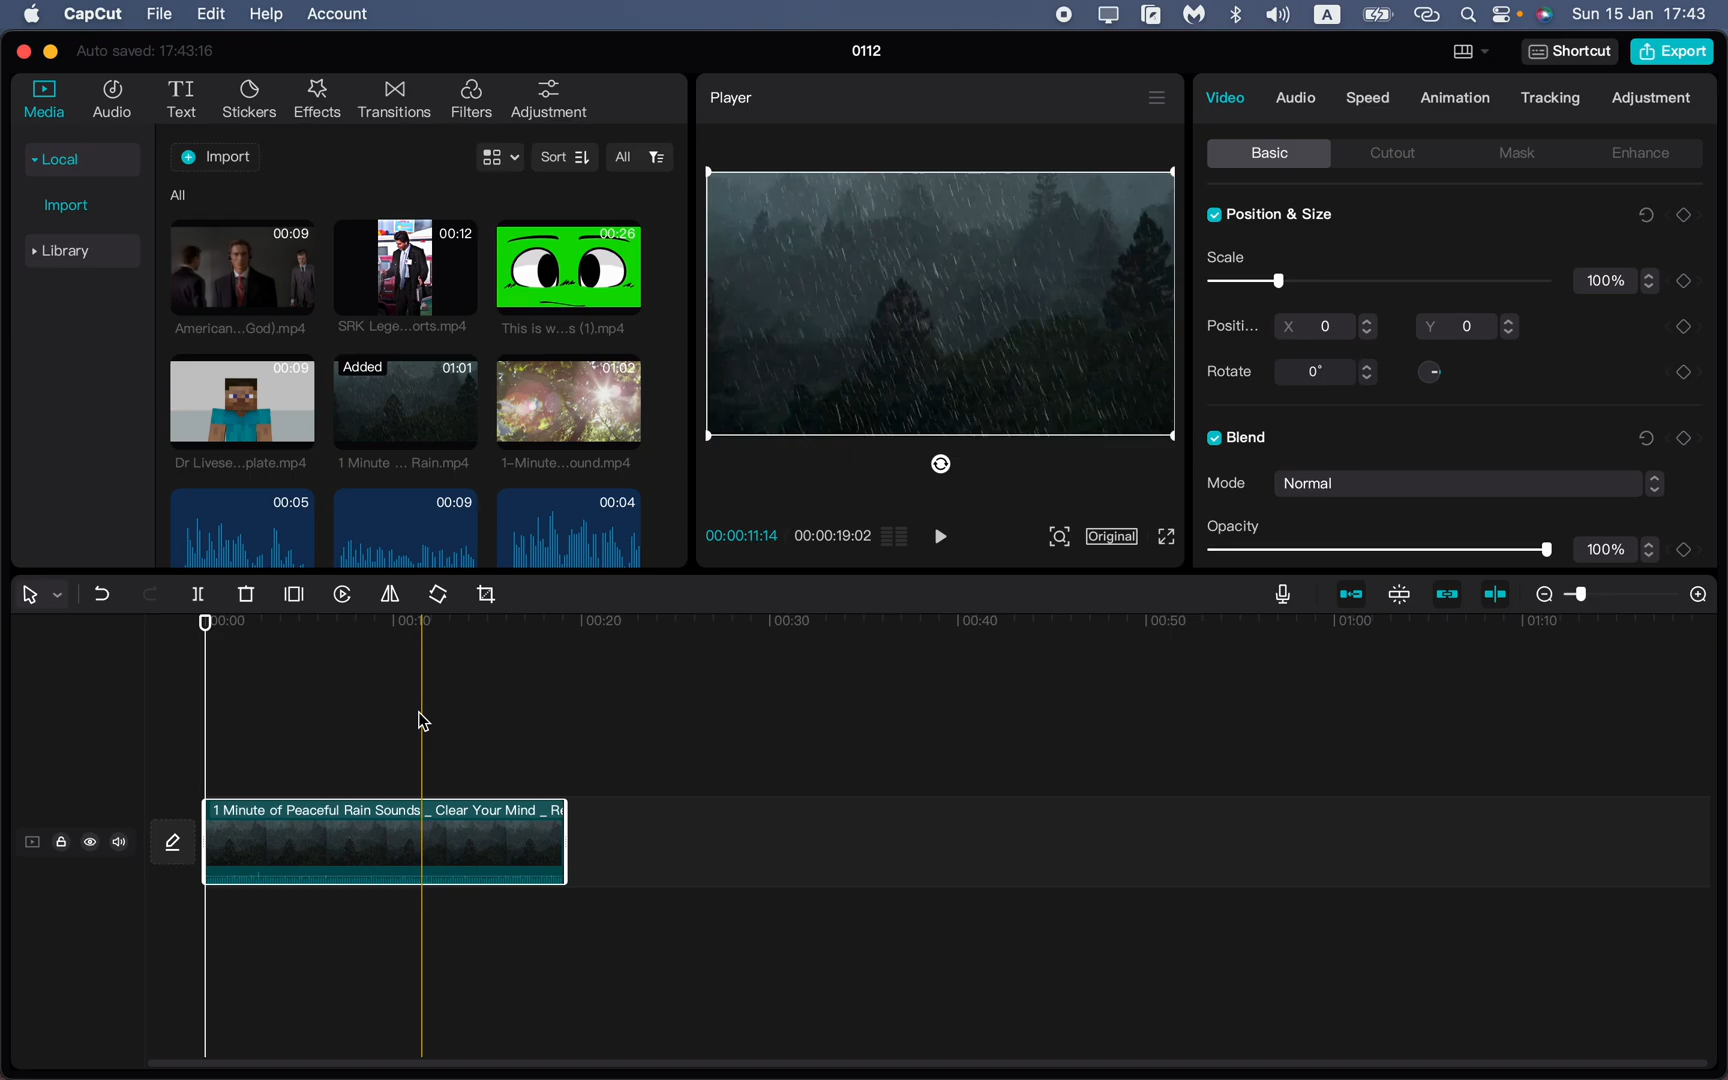 CapCut File Edit Help Account A Sun 15 Jan 17:43
Auto saved: 17:43:16 0112 Shortcut Export
Media Audio Text Stickers Effects Transitions Filters Adjustment
Player
Video Audio Speed Animation Tracking Adjustment
Local
Import Sort All
Basic Cutout Mask Enhance
All
Import
Library
Position & Size
Scale
100%
Positi... X 0 Y 0
Rotate 0°
Blend
Mode Normal
Opacity
100%
00:09 00:12 00:26
American...God).mp4 SRK Lege...orts.mp4 This is w...s (1).mp4
00:09 Added 01:01 01:02
Dr Livese...plate.mp4 1 Minute ... Rain.mp4 1-Minute...ound.mp4
00:05 00:09 00:04
00:00:11:14 00:00:19:02 Original
00:00 00:10 00:20 00:30 00:40 00:50 01:00 01:10
1 Minute of Peaceful Rain Sounds _ Clear Your Mind _ Re